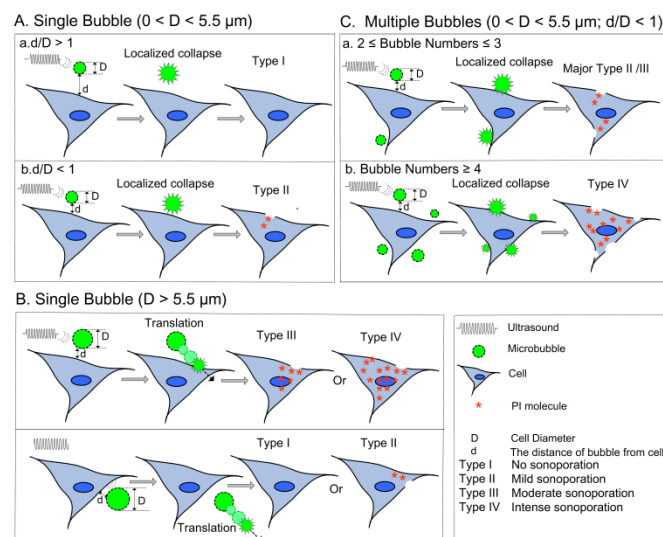 A. Single Bubble (0 < D < 5.5 µm)
a.d/D > 1
Localized collapse
Type I
D
d
b.d/D < 1
Localized collapse
Type II
D
d
B. Single Bubble (D > 5.5 µm)
Translation
Type III
Type IV
D
d
Or
Type I
Type II
d
D
Or
Translation
C. Multiple Bubbles (0 < D < 5.5 µm; d/D < 1)
a. 2 ≤ Bubble Numbers ≤ 3
Localized collapse
Major Type II /III
D
d
b. Bubble Numbers ≥ 4
Localized collapse
Type IV
D
d
Ultrasound
Microbubble
Cell
PI molecule
D Cell Diameter
d The distance of bubble from cell
Type I No sonoporation
Type II Mild sonoporation
Type III Moderate sonoporation
Type IV Intense sonoporation